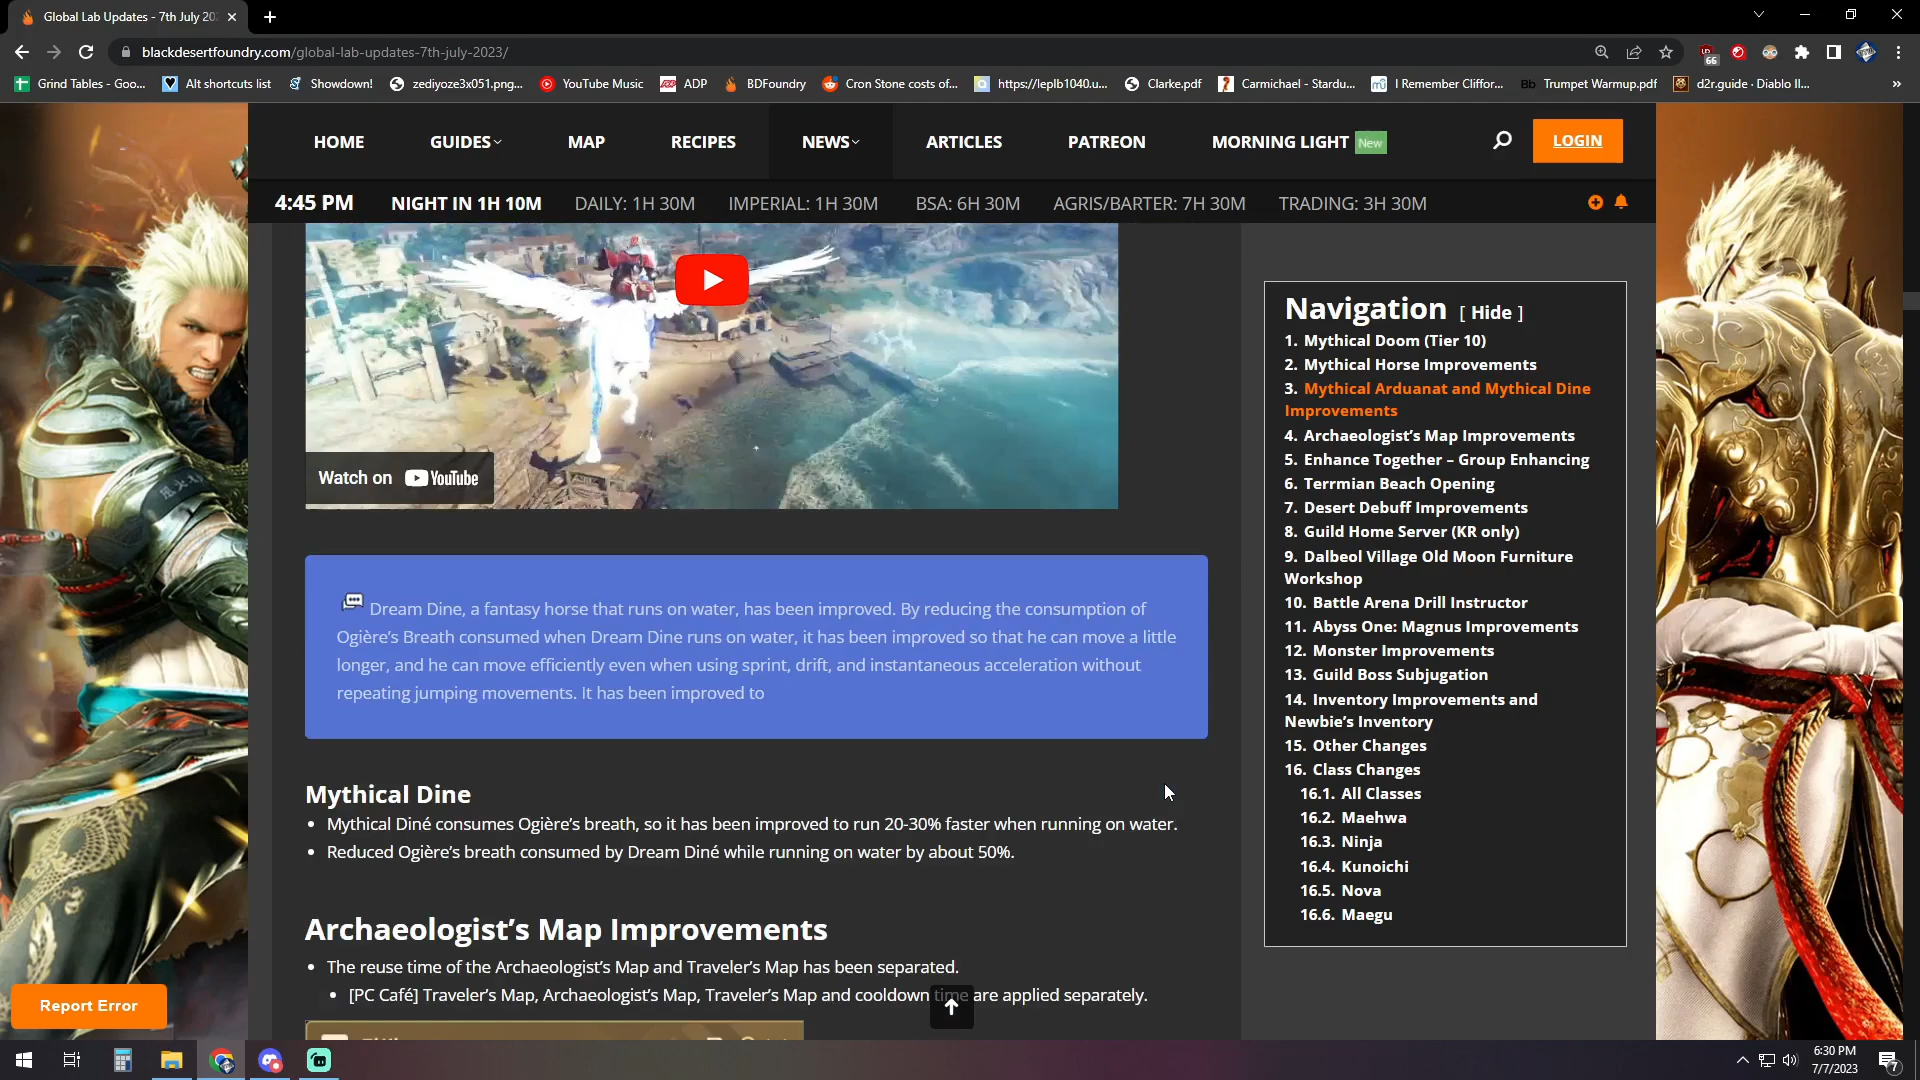 Global Lab Updates - 7th July 20
blackdesertfoundry.com/global-lab-updates-7th-july-2023/
66
Grind Tables - Goo...
Alt shortcuts list
Showdown!
zediyoze3x051.png...
YouTube Music
ADP
BDFoundry
Cron Stone costs of...
https://leplb1040.u...
Clarke.pdf
Carmichael - Stardu...
I Remember Cliffor...
Bb Trumpet Warmup.pdf
d2r.guide · Diablo II...
HOME
GUIDES
MAP
RECIPES
NEWS
ARTICLES
PATREON
MORNING LIGHT New
LOGIN
4:45 PM
NIGHT IN 1H 10M
DAILY: 1H 30M
IMPERIAL: 1H 30M
BSA: 6H 30M
AGRIS/BARTER: 7H 30M
TRADING: 3H 30M
Watch on YouTube
Dream Dine, a fantasy horse that runs on water, has been improved. By reducing the consumption of
Ogière's Breath consumed when Dream Dine runs on water, it has been improved so that he can move a little
longer, and he can move efficiently even when using sprint, drift, and instantaneous acceleration without
repeating jumping movements. It has been improved to
Mythical Dine
• Mythical Diné consumes Ogière's breath, so it has been improved to run 20-30% faster when running on water.
• Reduced Ogière's breath consumed by Dream Diné while running on water by about 50%.
Archaeologist's Map Improvements
• The reuse time of the Archaeologist's Map and Traveler's Map has been separated.
• [PC Café] Traveler's Map, Archaeologist's Map, Traveler's Map and cooldown time are applied separately.
Navigation [ Hide ]
1. Mythical Doom (Tier 10)
2. Mythical Horse Improvements
3. Mythical Arduanat and Mythical Dine
Improvements
4. Archaeologist's Map Improvements
5. Enhance Together – Group Enhancing
6. Terrmian Beach Opening
7. Desert Debuff Improvements
8. Guild Home Server (KR only)
9. Dalbeol Village Old Moon Furniture
Workshop
10. Battle Arena Drill Instructor
11. Abyss One: Magnus Improvements
12. Monster Improvements
13. Guild Boss Subjugation
14. Inventory Improvements and
Newbie's Inventory
15. Other Changes
16. Class Changes
16.1. All Classes
16.2. Maehwa
16.3. Ninja
16.4. Kunoichi
16.5. Nova
16.6. Maegu
Report Error
6:30 PM
7/7/2023
7